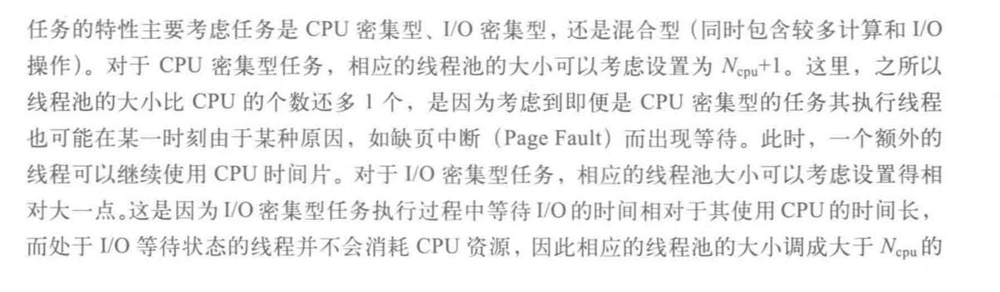 任务的特性主要考虑任务是 CPU 密集型、I/O 密集型，还是混合型（同时包含较多计算和 I/O
操作）。对于 CPU 密集型任务，相应的线程池的大小可以考虑设置为 Ncpu+1。这里，之所以
线程池的大小比 CPU 的个数还多 1 个，是因为考虑到即便是 CPU 密集型的任务其执行线程
也可能在某一时刻由于某种原因，如缺页中断（Page Fault）而出现等待。此时，一个额外的
线程可以继续使用 CPU 时间片。对于 I/O 密集型任务，相应的线程池大小可以考虑设置得相
对大一点。这是因为 I/O 密集型任务执行过程中等待 I/O 的时间相对于其使用 CPU 的时间长，
而处于 I/O 等待状态的线程并不会消耗 CPU 资源，因此相应的线程池的大小调成大于 Ncpu 的